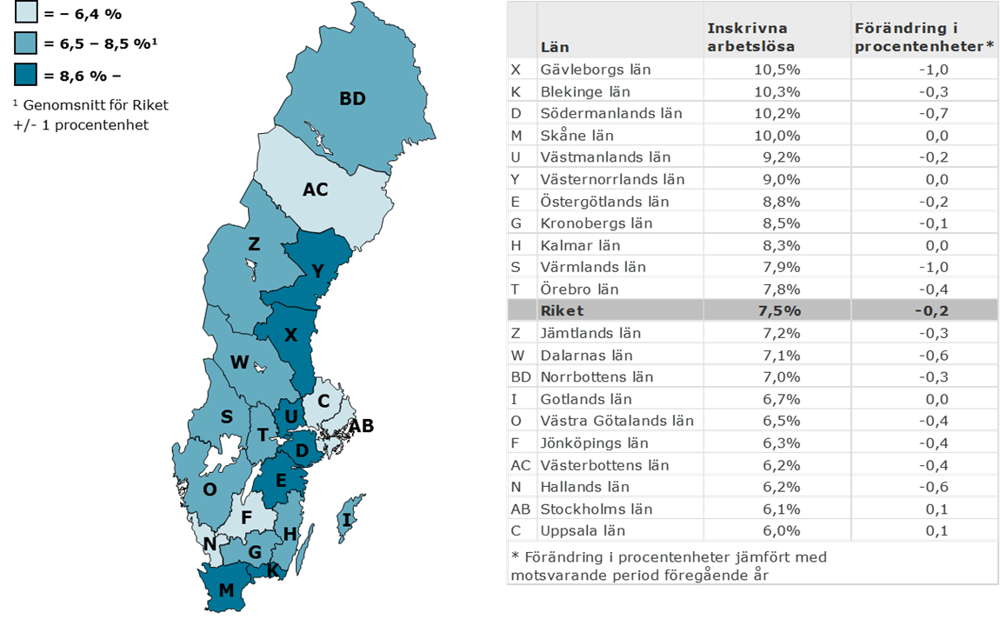 = – 6,4 %
= 6,5 – 8,5 %¹
= 8,6 % –
¹ Genomsnitt för Riket
+/- 1 procentenhet
BD
AC
Z
Y
X
W
C
S
U
AB
T
D
E
O
F
I
H
N
G
K
M
Län Inskrivna arbetslösa Förändring i procentenheter*
X Gävleborgs län 10,5% -1,0
K Blekinge län 10,3% -0,3
D Södermanlands län 10,2% -0,7
M Skåne län 10,0% 0,0
U Västmanlands län 9,2% -0,2
Y Västernorrlands län 9,0% 0,0
E Östergötlands län 8,8% -0,2
G Kronobergs län 8,5% -0,1
H Kalmar län 8,3% 0,0
S Värmlands län 7,9% -1,0
T Örebro län 7,8% -0,4
Riket 7,5% -0,2
Z Jämtlands län 7,2% -0,3
W Dalarnas län 7,1% -0,6
BD Norrbottens län 7,0% -0,3
I Gotlands län 6,7% 0,0
O Västra Götalands län 6,5% -0,4
F Jönköpings län 6,3% -0,4
AC Västerbottens län 6,2% -0,4
N Hallands län 6,2% -0,6
AB Stockholms län 6,1% 0,1
C Uppsala län 6,0% 0,1
* Förändring i procentenheter jämfört med
motsvarande period föregående år